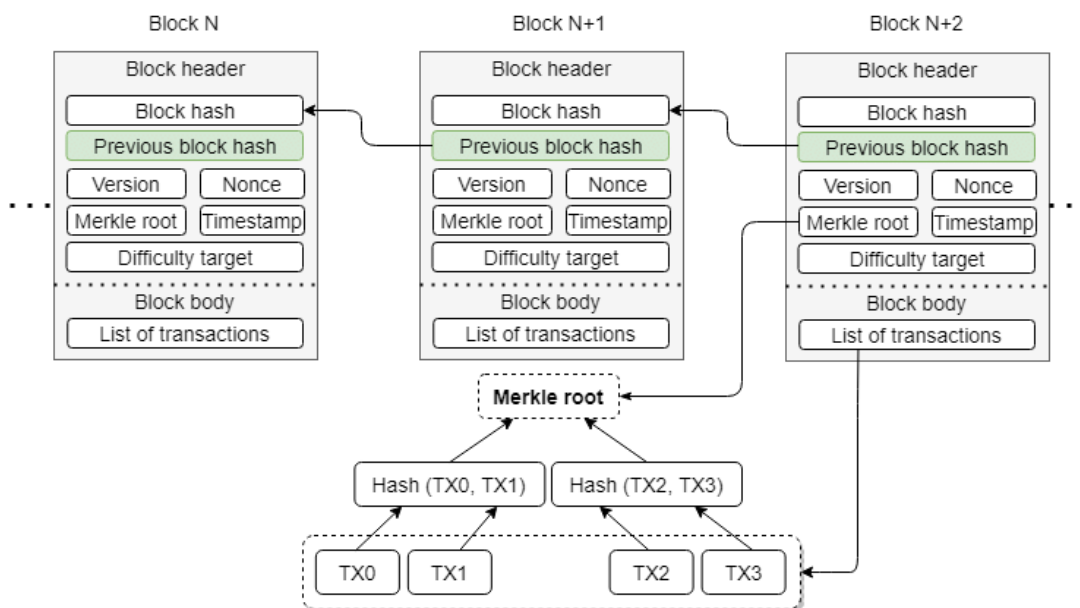 Block N
Block header
Block hash
Previous block hash
Version
Nonce
Merkle root
Timestamp
Difficulty target
Block body
List of transactions
Block N+1
Block header
Block hash
Previous block hash
Version
Nonce
Merkle root
Timestamp
Difficulty target
Block body
List of transactions
Block N+2
Block header
Block hash
Previous block hash
Version
Nonce
Merkle root
Timestamp
Difficulty target
Block body
List of transactions
Merkle root
Hash (TX0, TX1)
Hash (TX2, TX3)
TX0
TX1
TX2
TX3